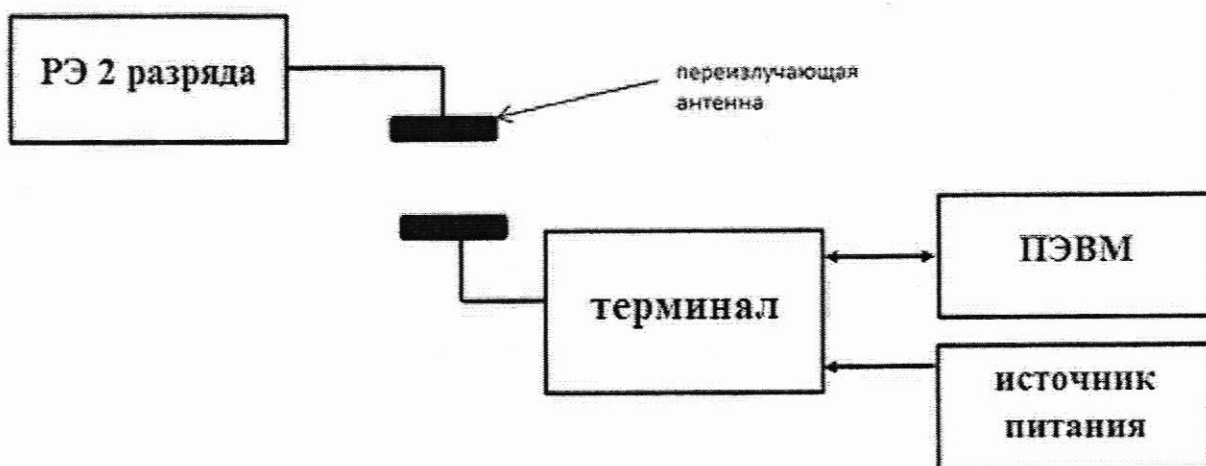 РЭ 2 разряда
переизлучающая
антенна
терминал
ПЭВМ
источник
питания